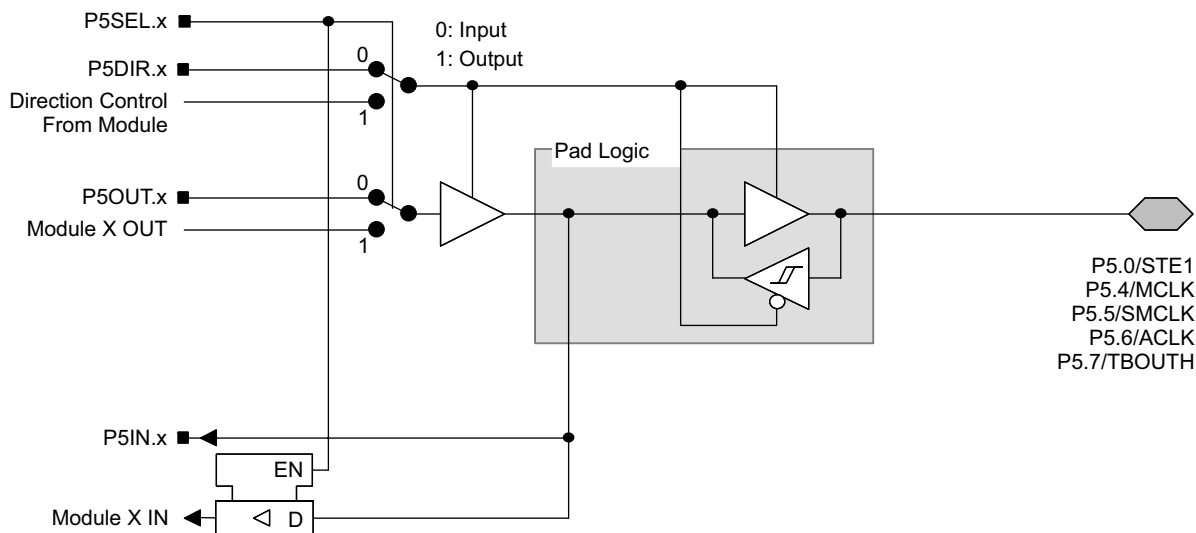 P5SEL.x
0: Input
1: Output
0
P5DIR.x
Direction Control
From Module
1
Pad Logic
0
P5OUT.x
Module X OUT
1
P5.0/STE1
P5.4/MCLK
P5.5/SMCLK
P5.6/ACLK
P5.7/TBOUTH
P5IN.x
EN
Module X IN
D